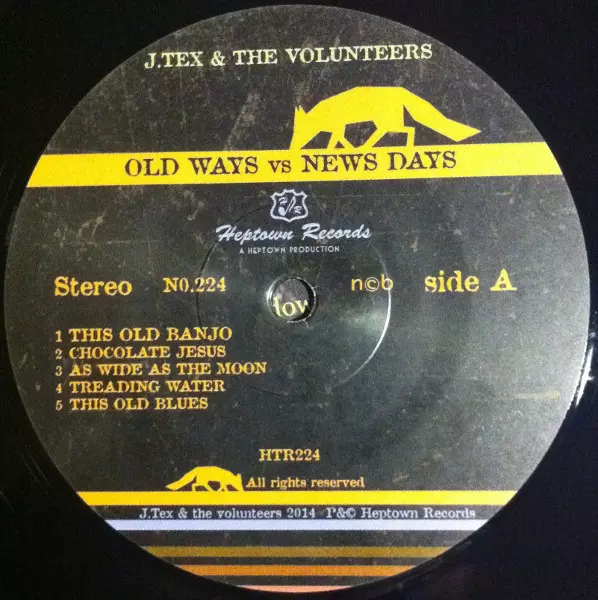 J.TEX & THE VOLUNTEERS
OLD WAYS vs NEWS DAYS
H R
Heptown Records
A HEPTOWN PRODUCTION
Stereo N0.224 n©b side A
low
1 THIS OLD BANJO
2 CHOCOLATE JESUS
3 AS WIDE AS THE MOON
4 TREADING WATER
5 THIS OLD BLUES
HTR224
All rights reserved
J.Tex & the volunteers 2014 P&© Heptown Records